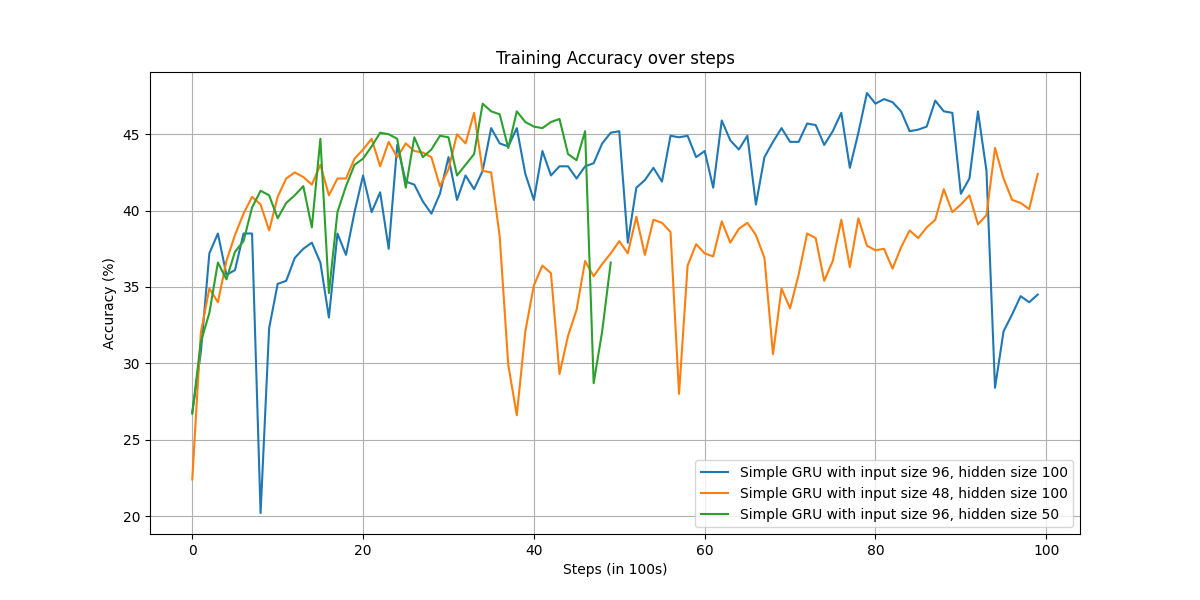 Training Accuracy over steps
Accuracy (%)
45
40
35
30
25
20
0 20 40 60 80 100
Steps (in 100s)
Simple GRU with input size 96, hidden size 100
Simple GRU with input size 48, hidden size 100
Simple GRU with input size 96, hidden size 50